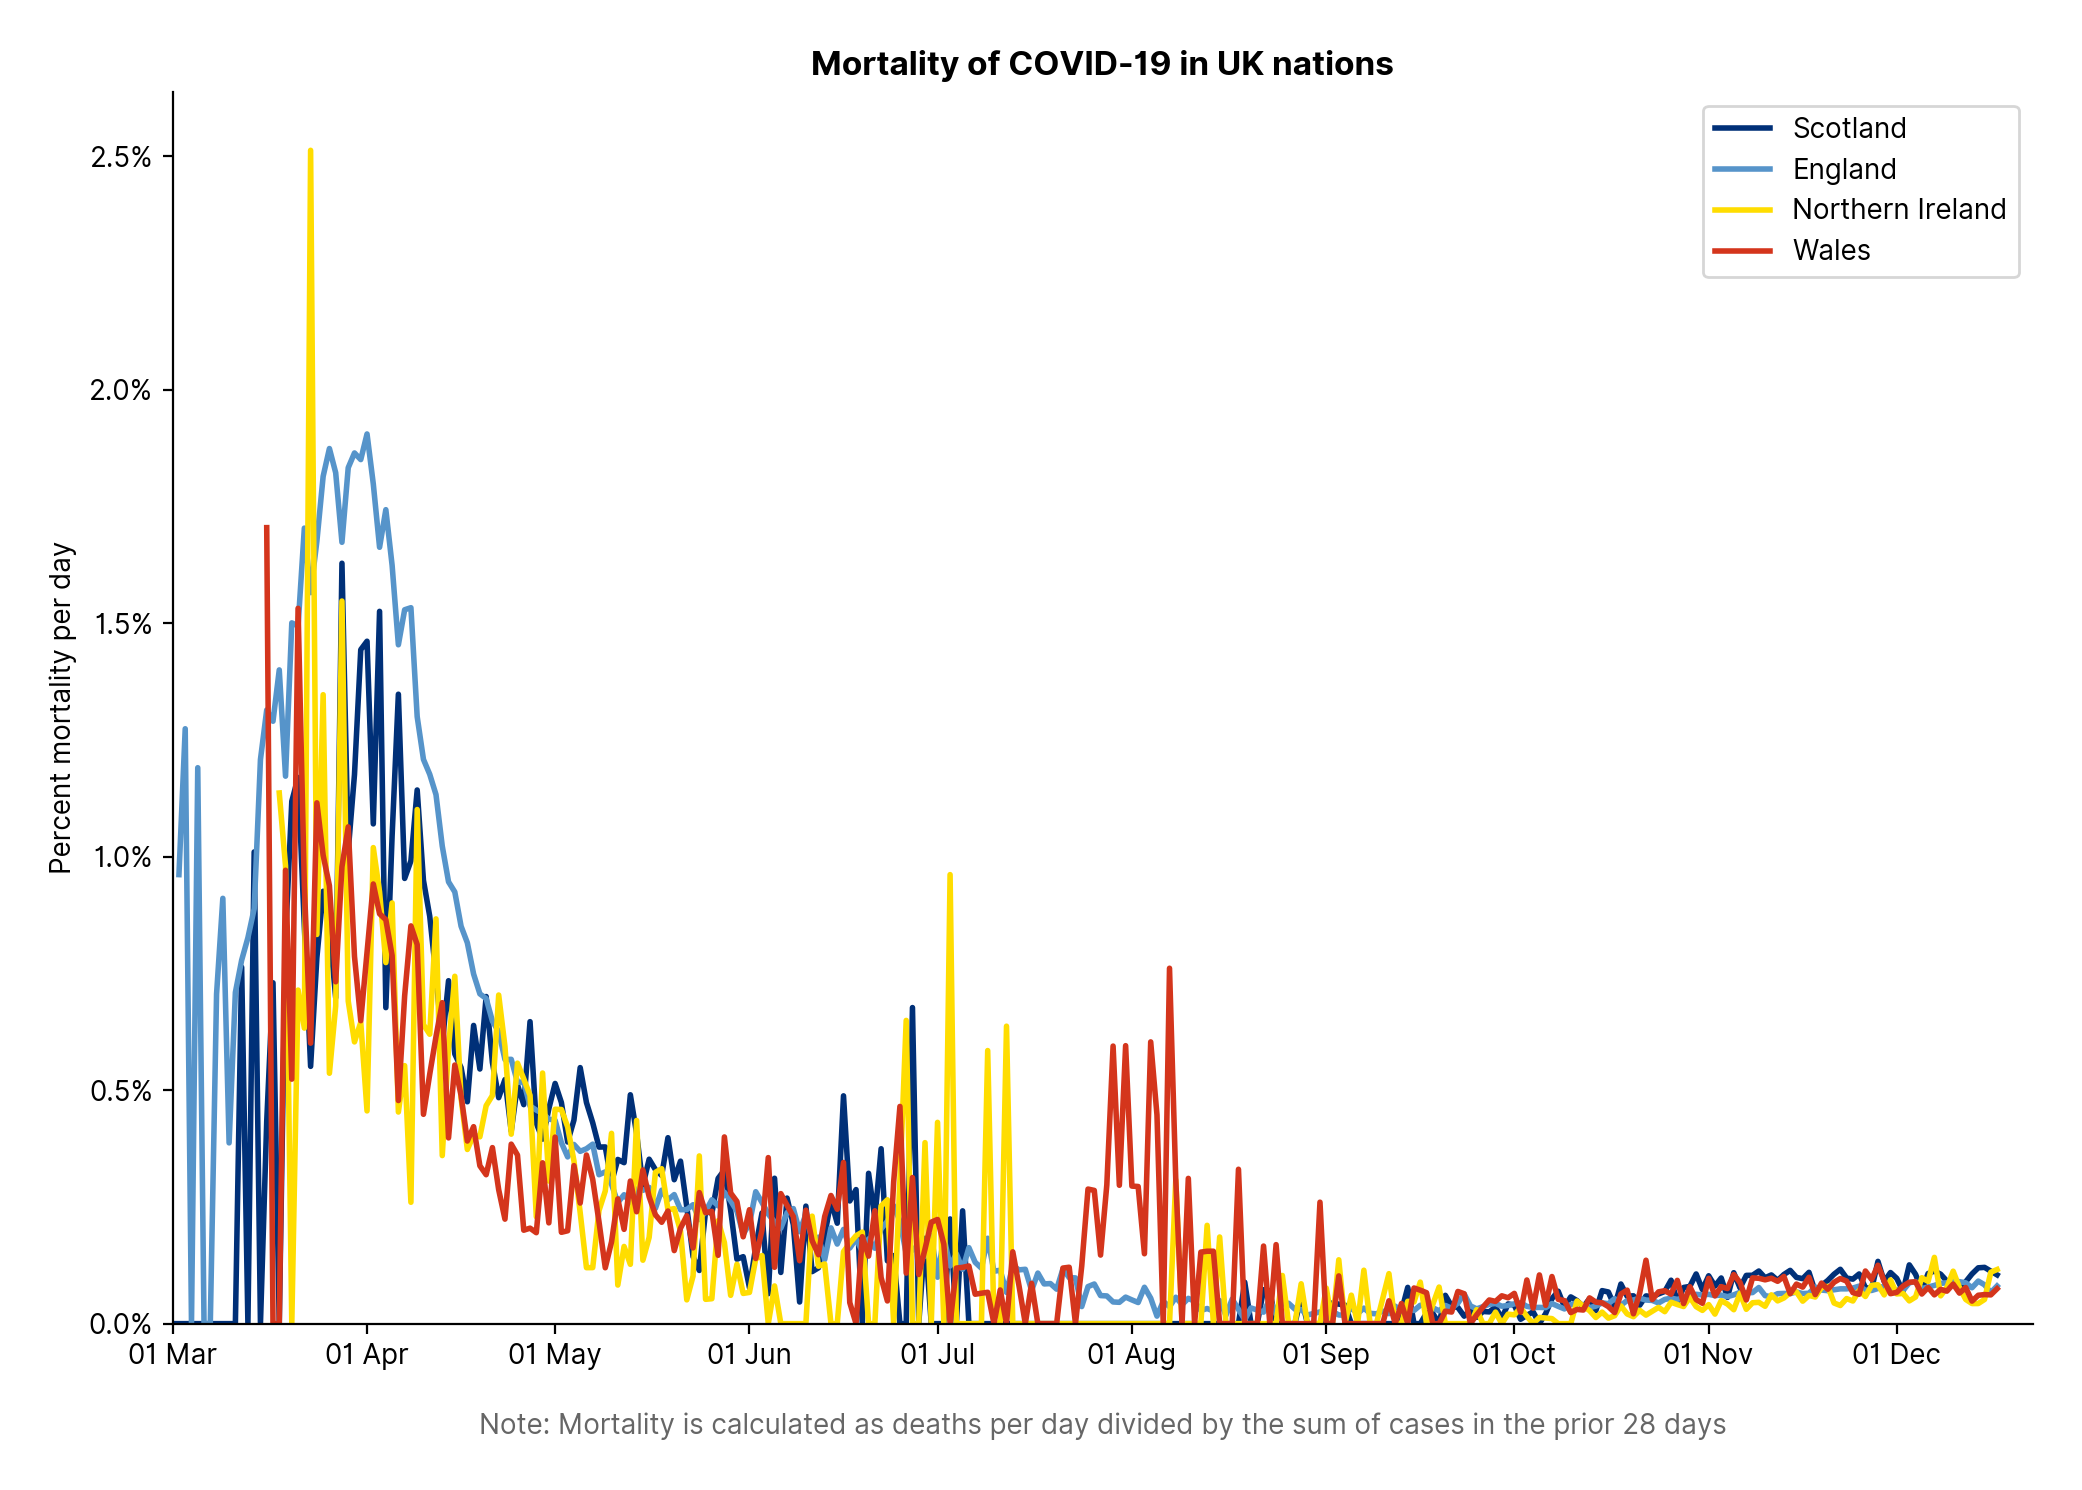 Mortality of COVID-19 in UK nations
Scotland
England
Northern Ireland
Wales
Percent mortality per day
2.5%
2.0%
1.5%
1.0%
0.5%
0.0%
01 Mar 01 Apr 01 May 01 Jun 01 Jul 01 Aug 01 Sep 01 Oct 01 Nov 01 Dec
Note: Mortality is calculated as deaths per day divided by the sum of cases in the prior 28 days